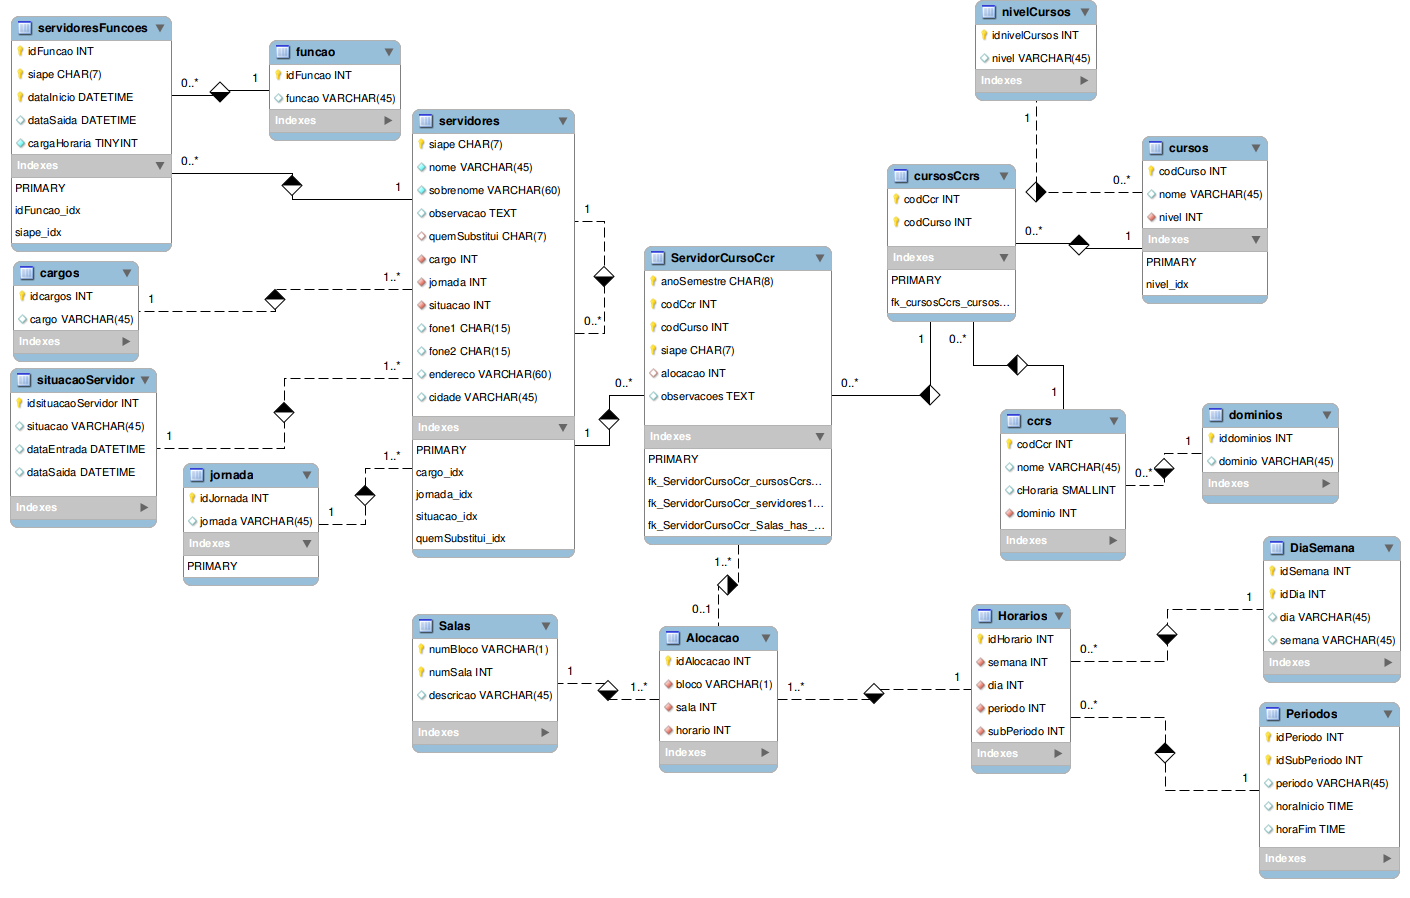 servidoresFuncoes
idFuncao INT
siape CHAR(7)
dataInicio DATETIME
dataSaida DATETIME
cargaHoraria TINYINT
Indexes
PRIMARY
idFuncao_idx
siape_idx
0..*
1
funcao
idFuncao INT
funcao VARCHAR(45)
Indexes
0..*
1
servidores
siape CHAR(7)
nome VARCHAR(45)
sobrenome VARCHAR(60)
observacao TEXT
quemSubstitui CHAR(7)
cargo INT
jornada INT
situacao INT
fone1 CHAR(15)
fone2 CHAR(15)
endereco VARCHAR(60)
cidade VARCHAR(45)
Indexes
PRIMARY
cargo_idx
jornada_idx
situacao_idx
quemSubstitui_idx
1
0..*
cargos
idcargos INT
cargo VARCHAR(45)
Indexes
1
1..*
situacaoServidor
idsituacaoServidor INT
situacao VARCHAR(45)
dataEntrada DATETIME
dataSaida DATETIME
Indexes
1
1..*
jornada
idJornada INT
jornada VARCHAR(45)
Indexes
PRIMARY
1
1..*
1
0..*
ServidorCursoCcr
anoSemestre CHAR(8)
codCcr INT
codCurso INT
siape CHAR(7)
alocacao INT
observacoes TEXT
Indexes
PRIMARY
fk_ServidorCursoCcr_cursosCcrs...
fk_ServidorCursoCcr_servidores1...
fk_ServidorCursoCcr_Salas_has_...
0..*
1
nivelCursos
idnivelCursos INT
nivel VARCHAR(45)
Indexes
1
0..*
cursos
codCurso INT
nome VARCHAR(45)
nivel INT
Indexes
PRIMARY
nivel_idx
cursosCcrs
codCcr INT
codCurso INT
Indexes
PRIMARY
fk_cursosCcrs_cursos...
0..*
1
0..*
1
ccrs
codCcr INT
nome VARCHAR(45)
cHoraria SMALLINT
dominio INT
Indexes
0..*
1
dominios
iddominios INT
dominio VARCHAR(45)
Indexes
1..*
0..1
Salas
numBloco VARCHAR(1)
numSala INT
descricao VARCHAR(45)
Indexes
1
1..*
Alocacao
idAlocacao INT
bloco VARCHAR(1)
sala INT
horario INT
Indexes
1..*
1
Horarios
idHorario INT
semana INT
dia INT
periodo INT
subPeriodo INT
Indexes
0..*
1
DiaSemana
idSemana INT
idDia INT
dia VARCHAR(45)
semana VARCHAR(45)
Indexes
0..*
1
Periodos
idPeriodo INT
idSubPeriodo INT
periodo VARCHAR(45)
horaInicio TIME
horaFim TIME
Indexes